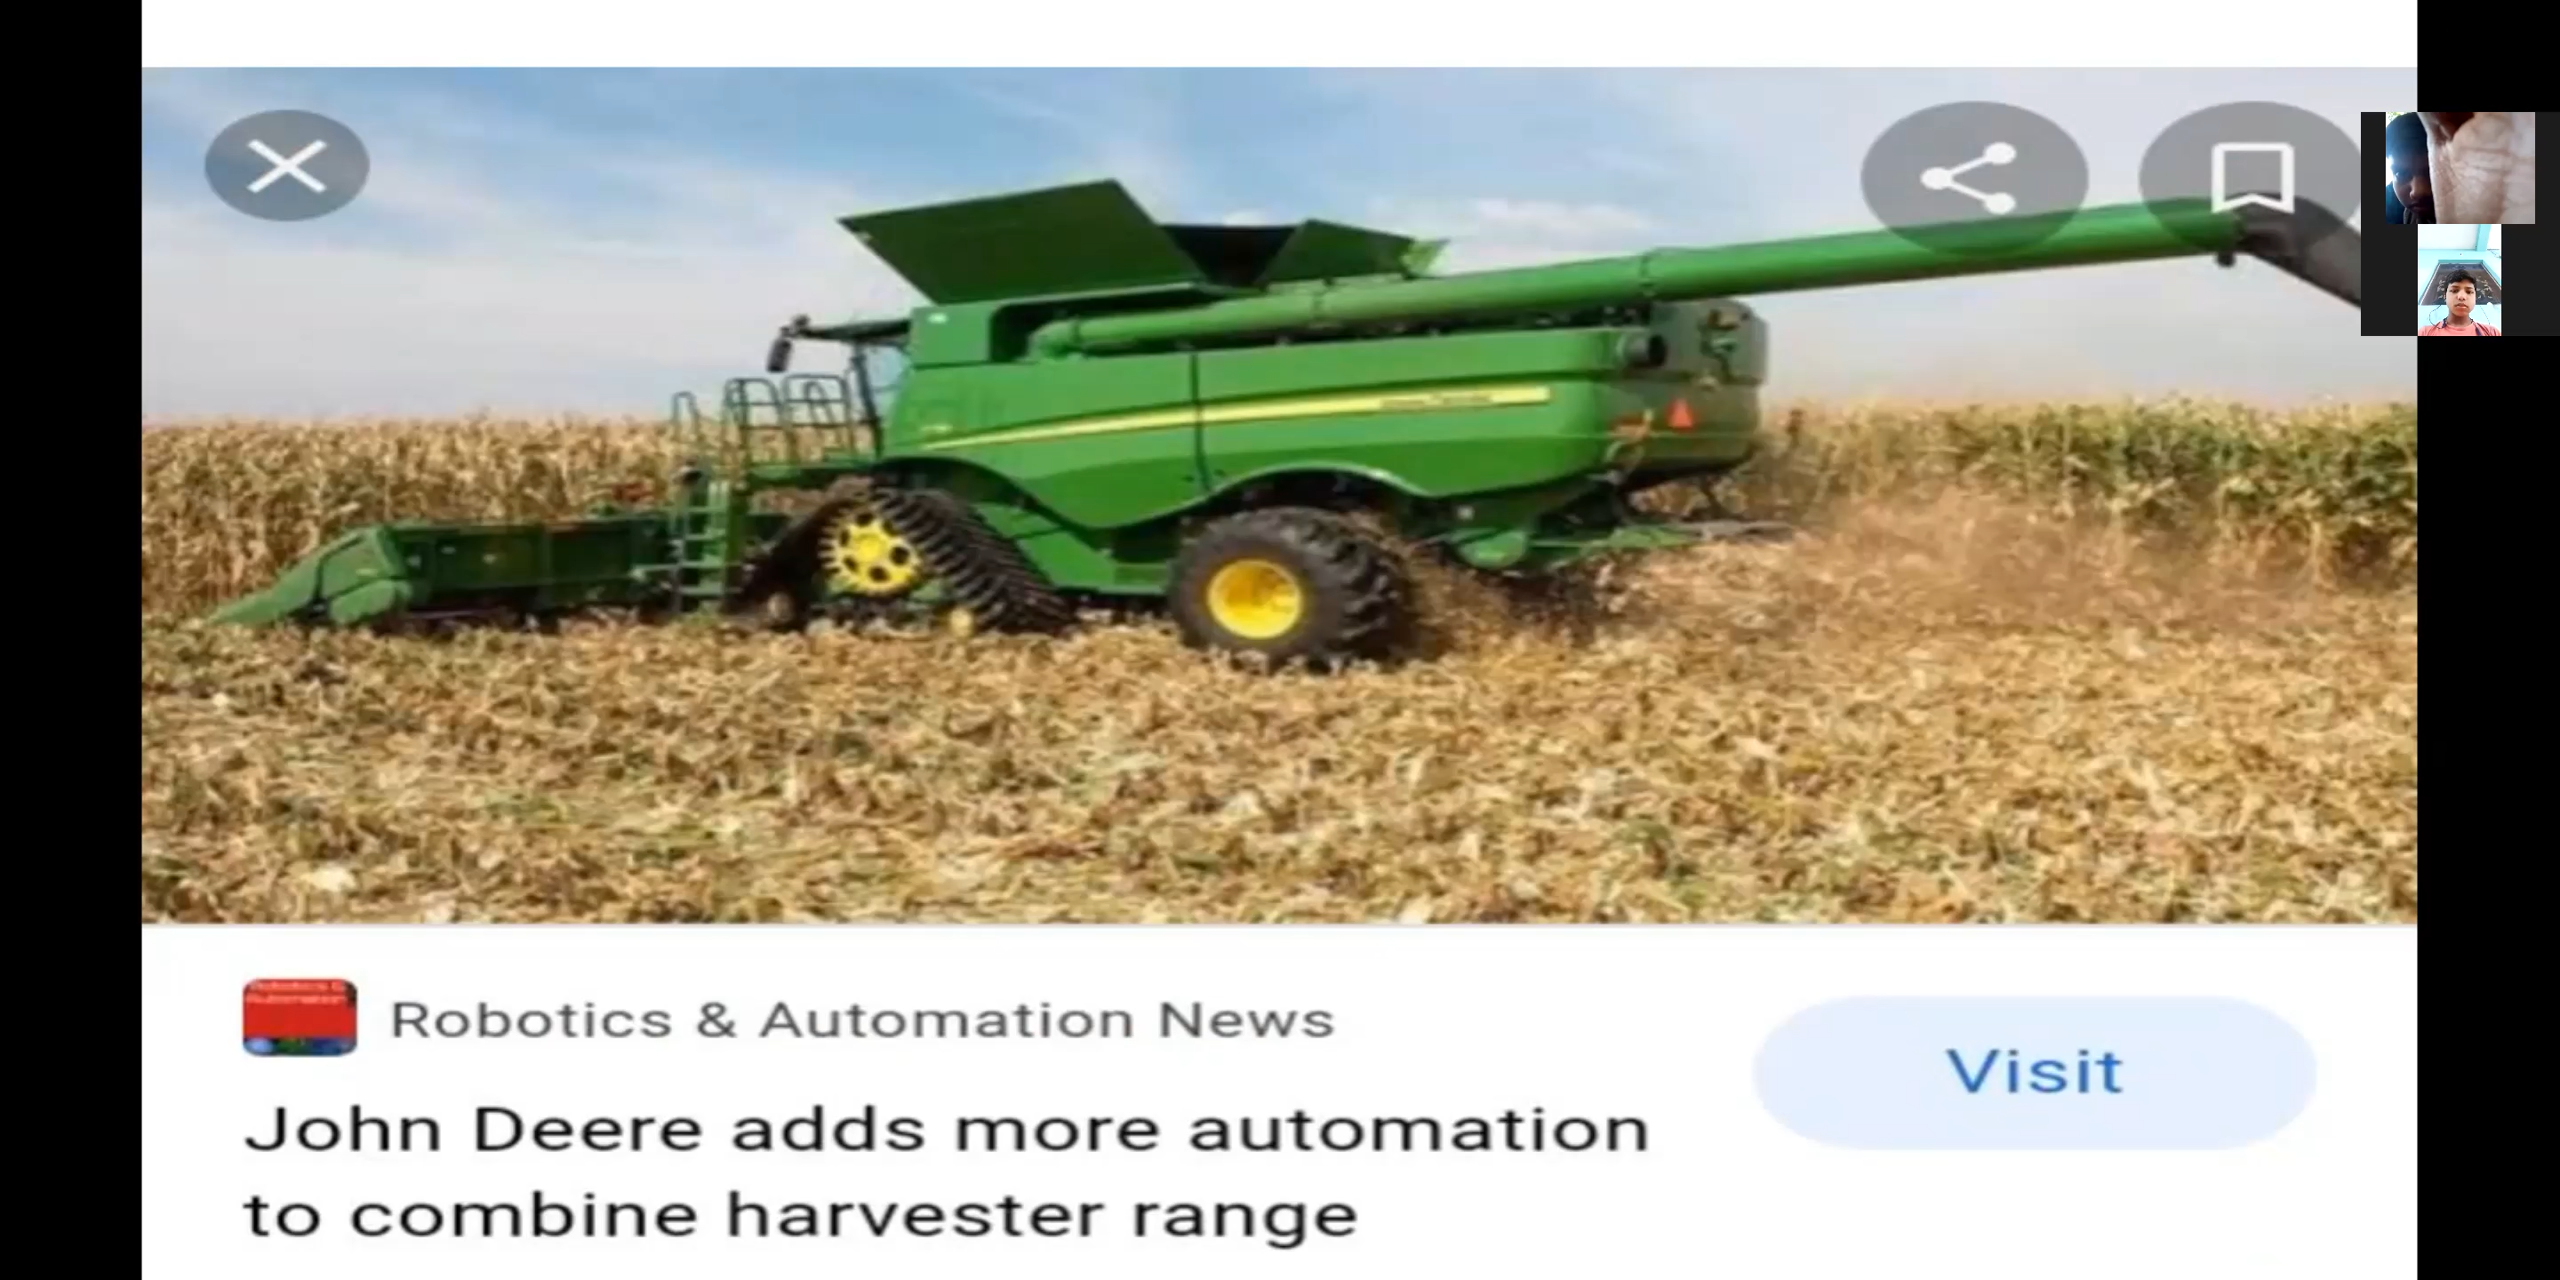 Robotics & Automation News
Visit
John Deere adds more automation
to combine harvester range